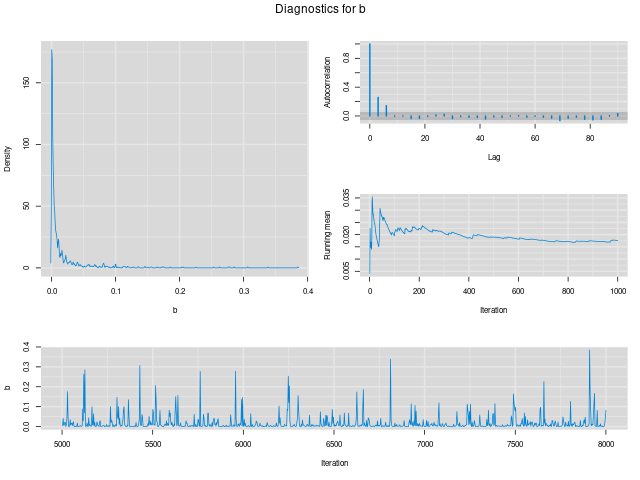 Diagnostics for b
Density
150
100
50
0
0.0 0.1 0.2 0.3 0.4
b
Autocorrelation
0.8
0.4
0.0
0 20 40 60 80
Lag
Running mean
0.035
0.020
0.005
0 200 400 600 800 1000
Iteration
b
0.4
0.3
0.2
0.1
0.0
5000 5500 6000 6500 7000 7500 8000
Iteration